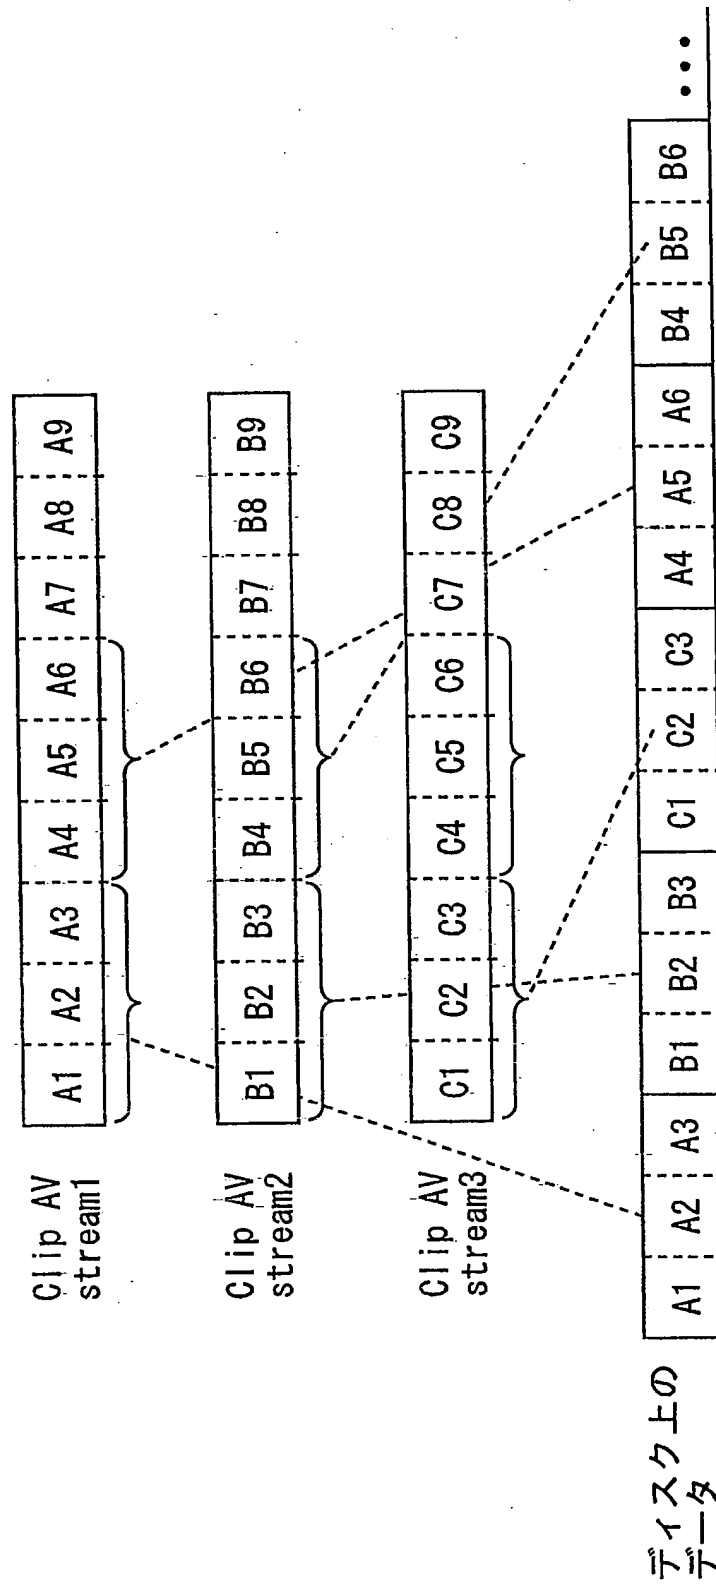 Clip AV
stream1
A1 A2 A3 A4 A5 A6 A7 A8 A9
Clip AV
stream2
B1 B2 B3 B4 B5 B6 B7 B8 B9
Clip AV
stream3
C1 C2 C3 C4 C5 C6 C7 C8 C9
ディスク上の
データ
A1 A2 A3 B1 B2 B3 C1 C2 C3 A4 A5 A6 B4 B5 B6 •••